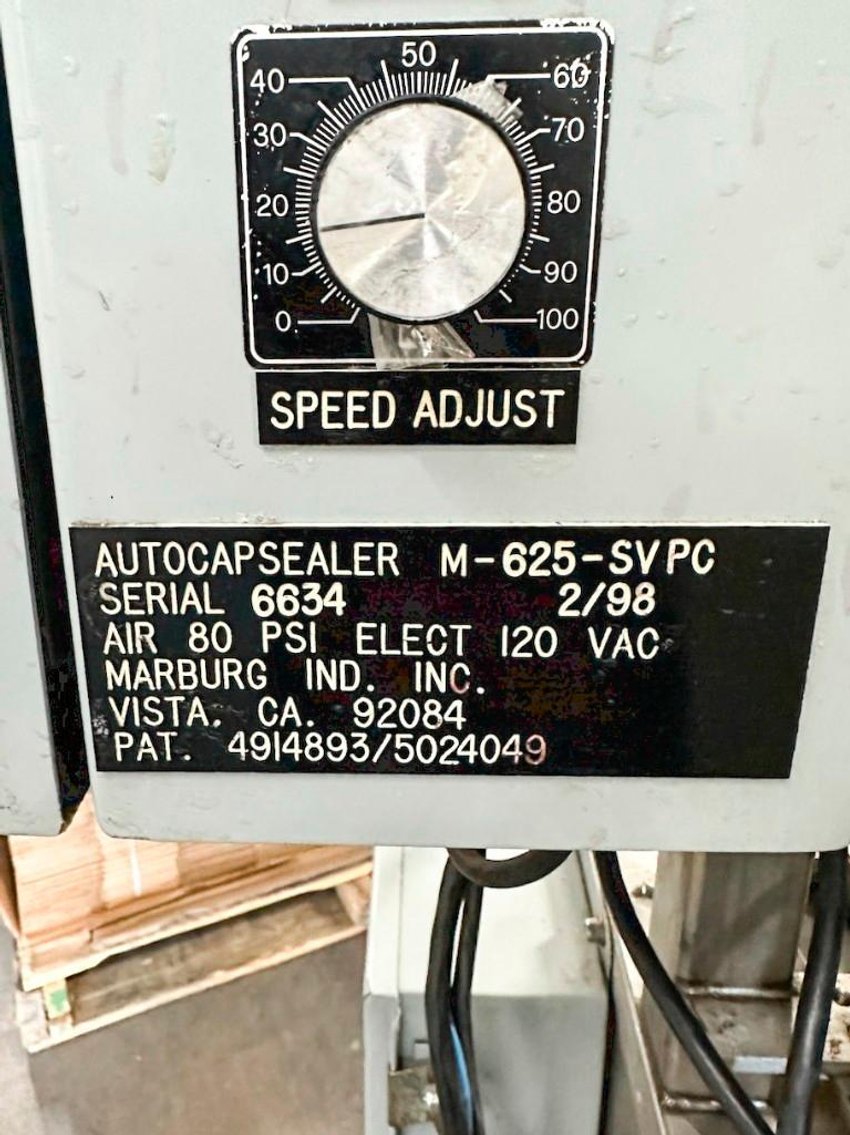 50
40 60
30 70
20 80
10 90
0 100
SPEED ADJUST
AUTOCAPSEALER M-625-SVPC
SERIAL 6634 2/98
AIR 80 PSI ELECT 120 VAC
MARBURG IND. INC.
VISTA. CA. 92084
PAT. 4914893/5024049